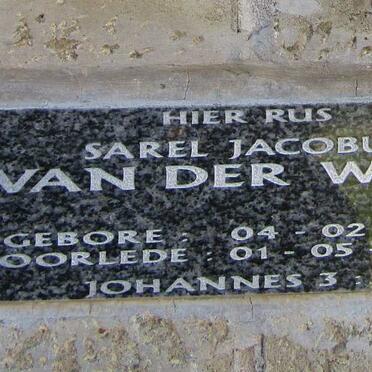 HIER RUS
SAREL JACOBU
VAN DER W
GEBORE : 04 - 02
OORLEDE : 01 - 05 -
JOHANNES 3 :